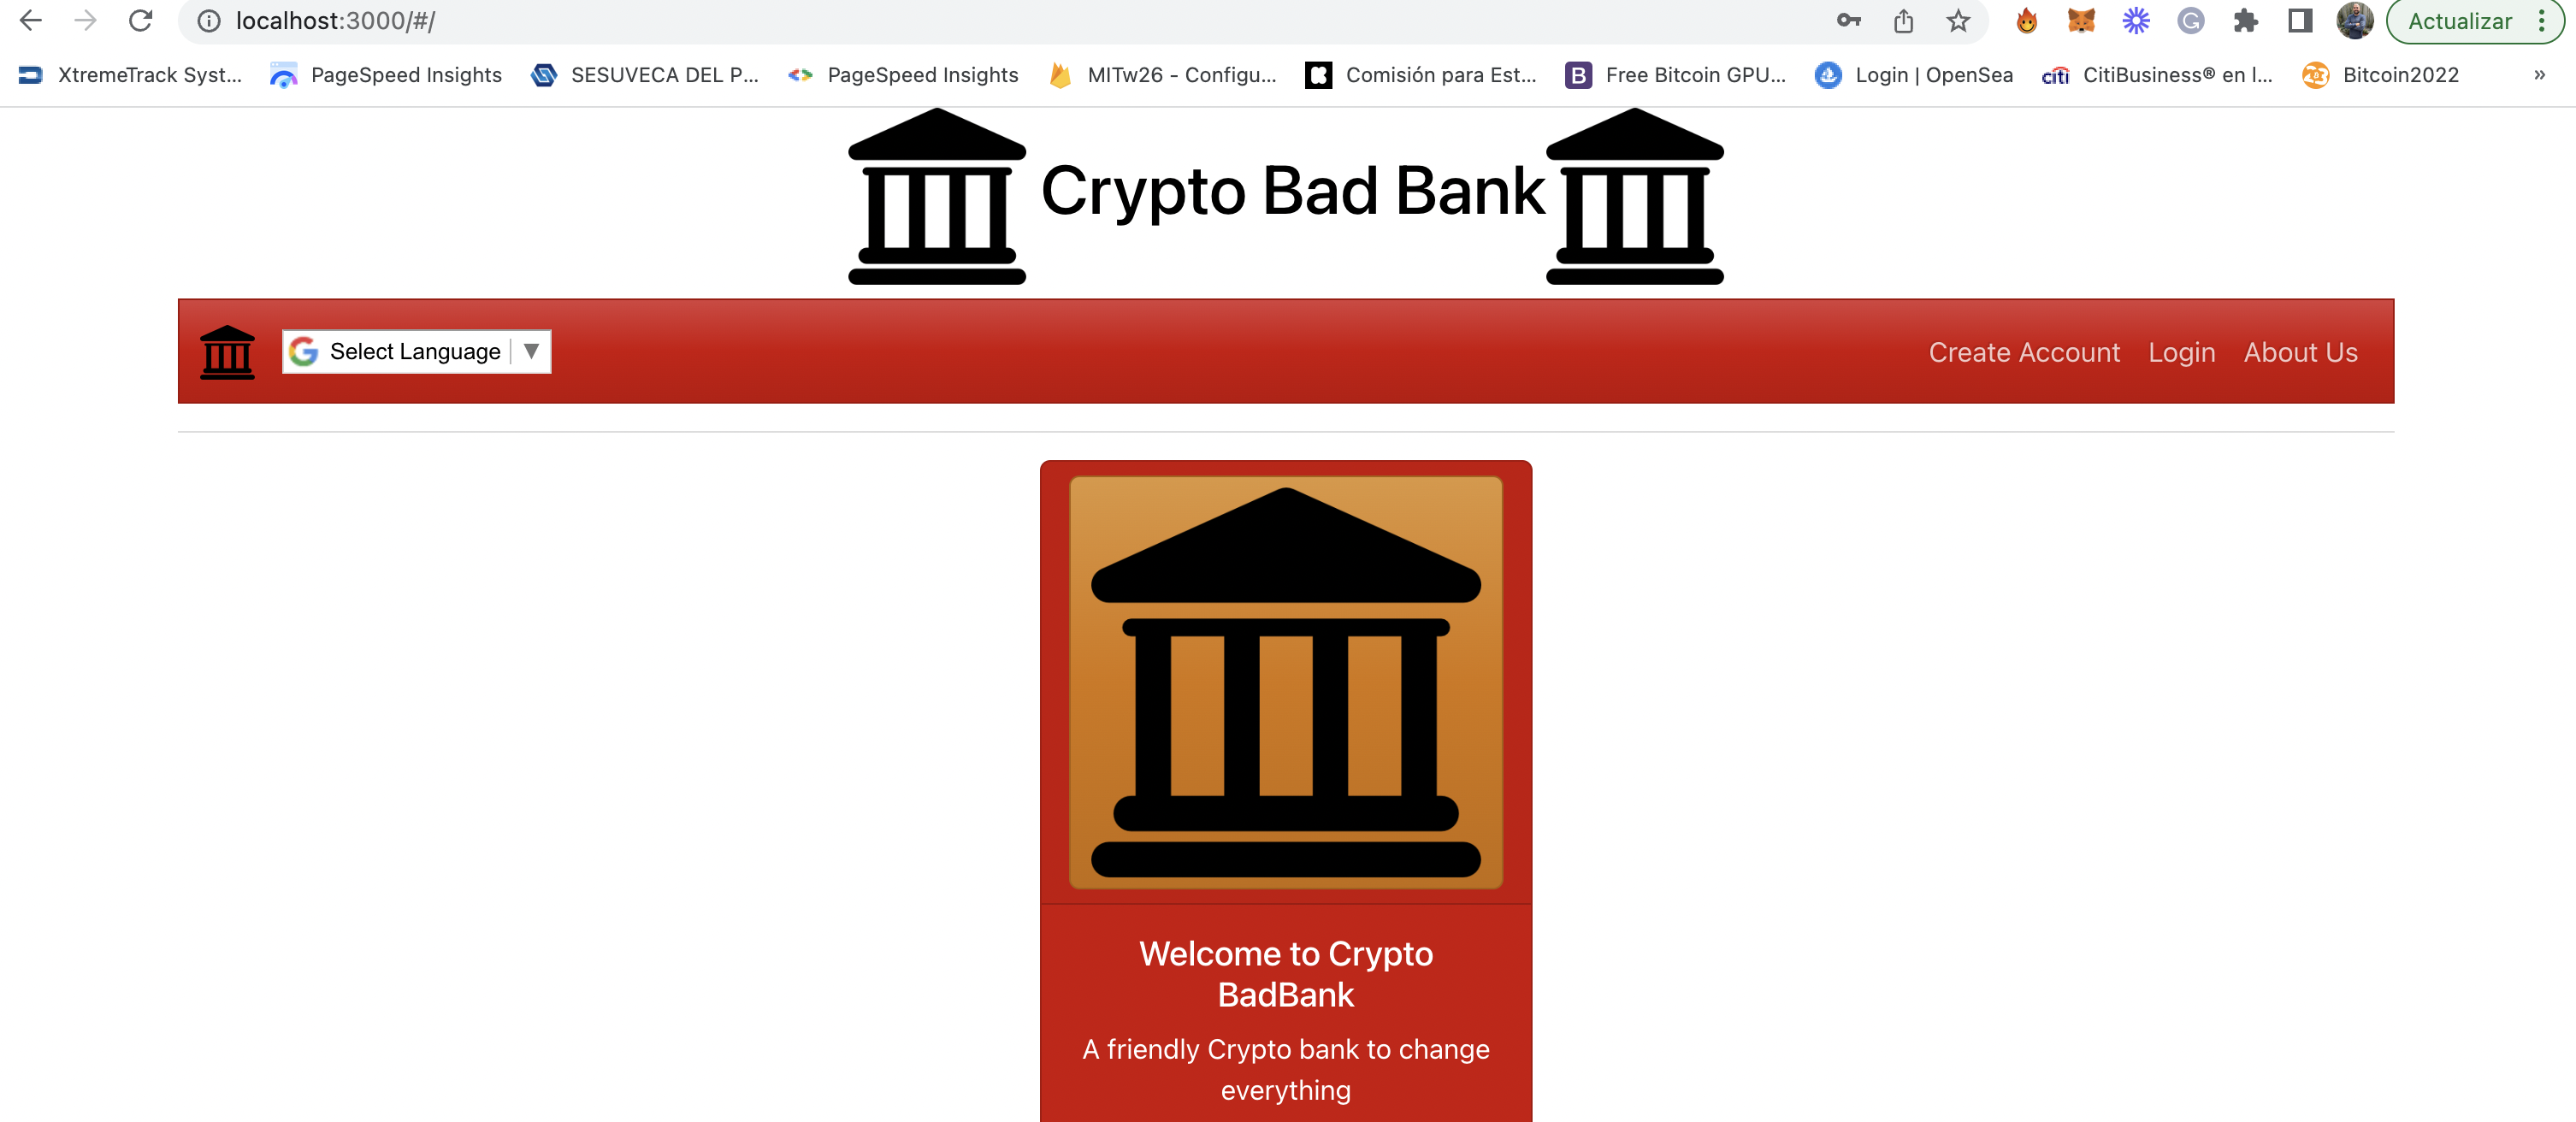 localhost:3000/#/
Actualizar
XtremeTrack Syst... PageSpeed Insights SESUVECA DEL P... PageSpeed Insights MITw26 - Configu... Comisión para Est... B Free Bitcoin GPU... Login | OpenSea citi CitiBusiness® en l... Bitcoin2022 »
Crypto Bad Bank
Select Language ▼ Create Account Login About Us
Welcome to Crypto
BadBank
A friendly Crypto bank to change
everything